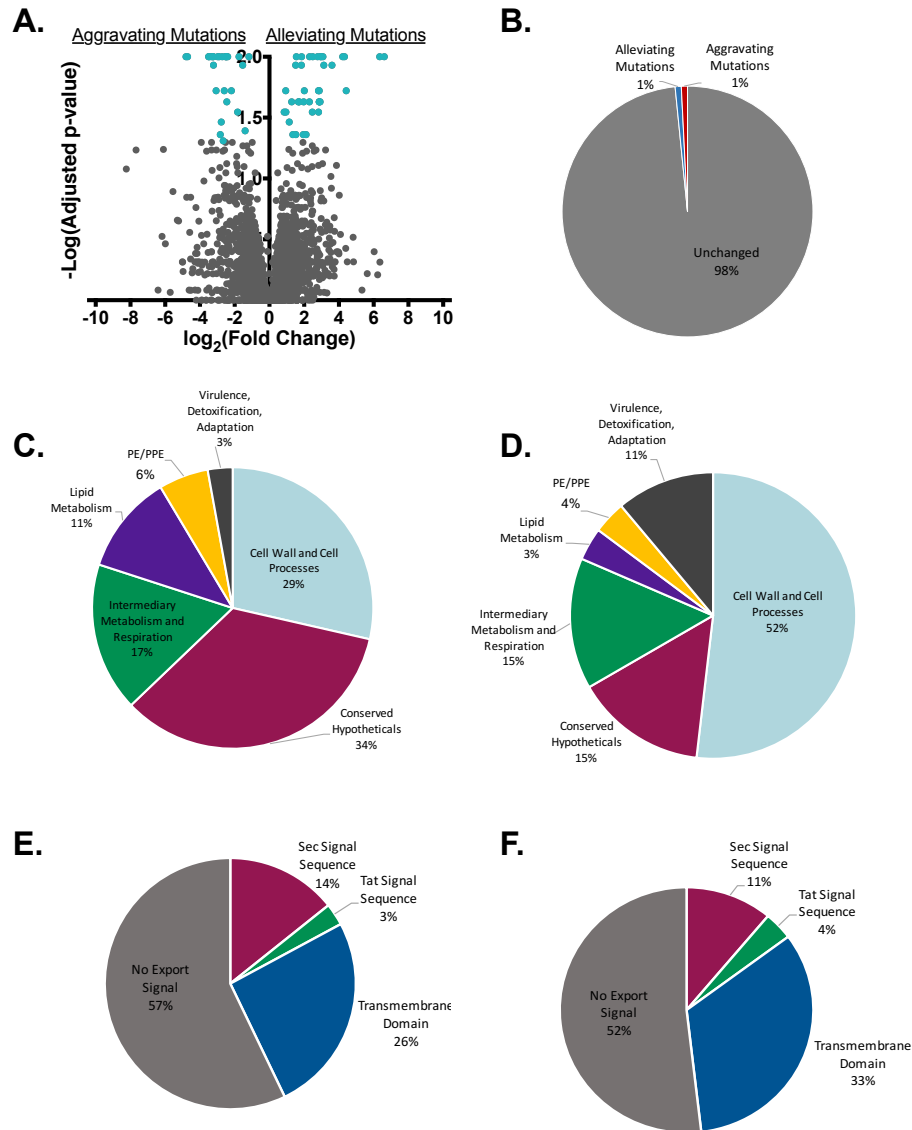 A.
Aggravating Mutations Alleviating Mutations
2.0
1.5
1.0
-Log(Adjusted p-value)
-10 -8 -6 -4 -2 0 2 4 6 8 10
log2(Fold Change)
B.
Alleviating
Mutations
1%
Aggravating
Mutations
1%
Unchanged
98%
C.
Virulence,
Detoxification,
Adaptation
3%
PE/PPE
6%
Lipid
Metabolism
11%
Cell Wall and Cell
Processes
29%
Intermediary
Metabolism and
Respiration
17%
Conserved
Hypotheticals
34%
D.
Virulence,
Detoxification,
Adaptation
11%
PE/PPE
4%
Lipid
Metabolism
3%
Cell Wall and Cell
Processes
52%
Intermediary
Metabolism and
Respiration
15%
Conserved
Hypotheticals
15%
E.
Sec Signal
Sequence
14%
Tat Signal
Sequence
3%
No Export
Signal
57%
Transmembrane
Domain
26%
F.
Sec Signal
Sequence
11%
Tat Signal
Sequence
4%
No Export
Signal
52%
Transmembrane
Domain
33%